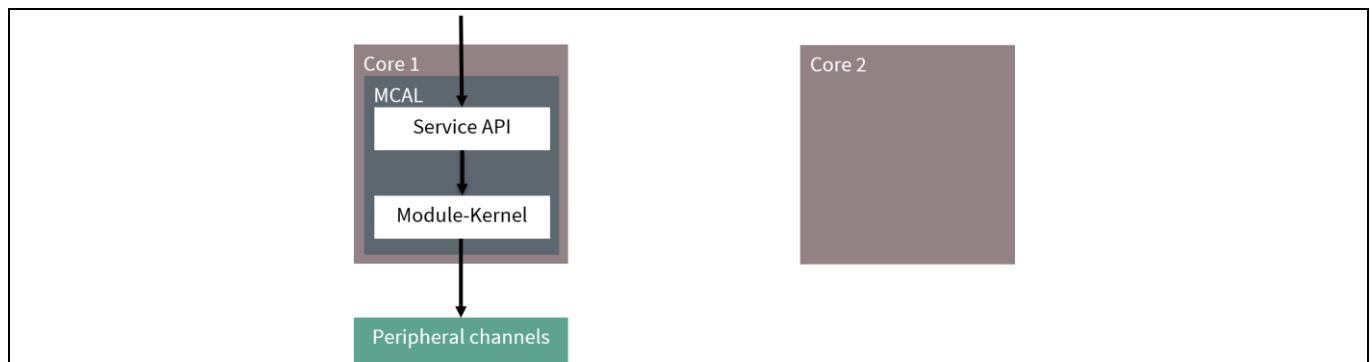 Core 1
MCAL
Service API
Module-Kernel
Peripheral channels
Core 2